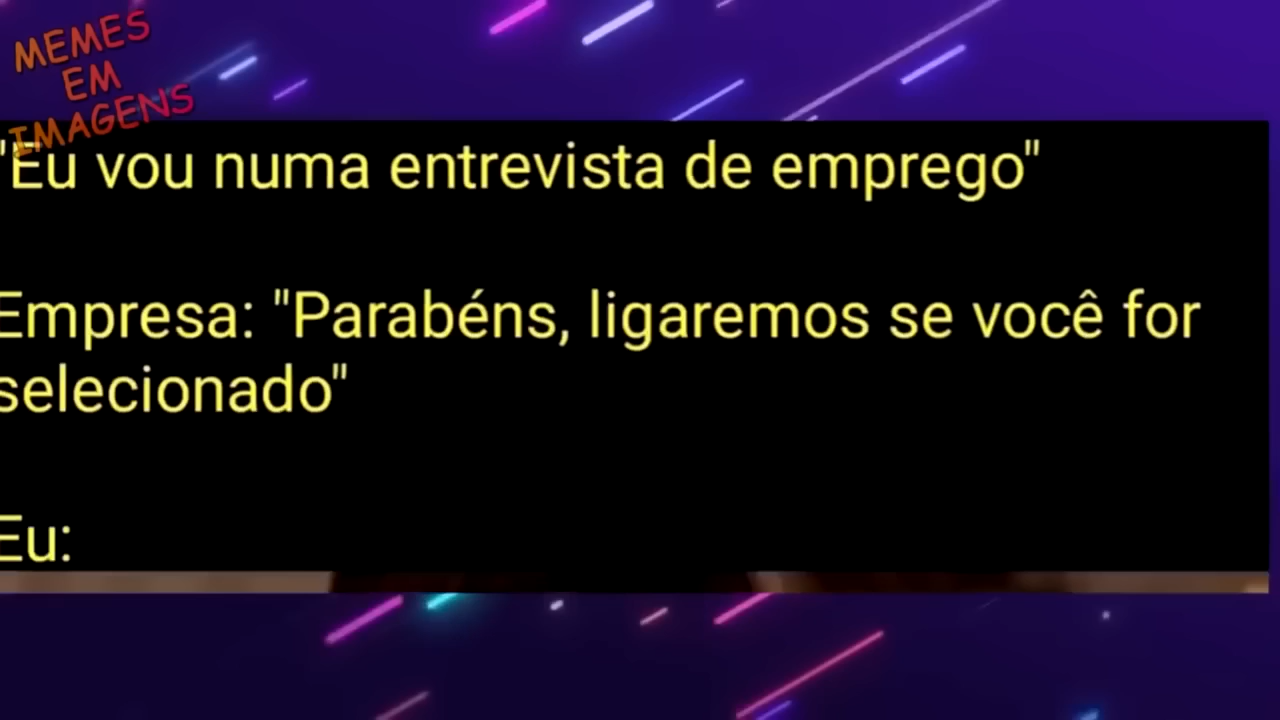 MEMES
EM
IMAGENS
"Eu vou numa entrevista de emprego"
Empresa: "Parabéns, ligaremos se você for
selecionado"
Eu: